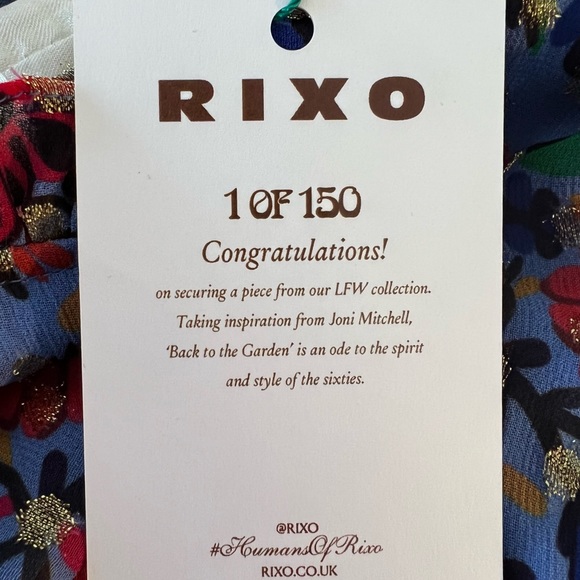 RIXO
1 OF 150
Congratulations!
on securing a piece from our LFW collection.
Taking inspiration from Joni Mitchell,
‘Back to the Garden’ is an ode to the spirit
and style of the sixties.
@RIXO
#HumansOfRixo
RIXO.CO.UK